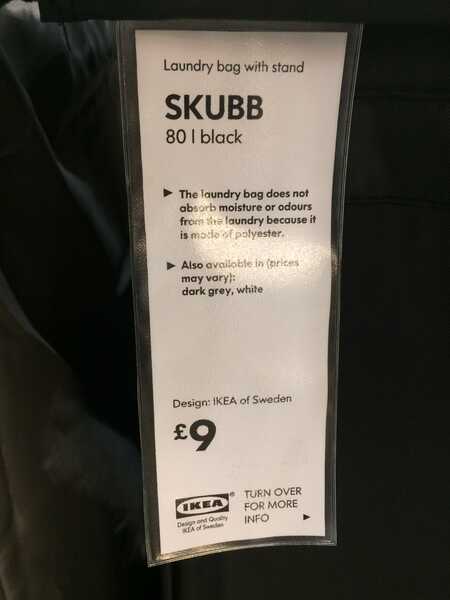 Laundry bag with stand
SKUBB
80 l black
▶ The laundry bag does not
absorb moisture or odours
from the laundry because it
is made of polyester.
▶ Also available in (prices
may vary):
dark grey, white
Design: IKEA of Sweden
£9
IKEA®
Design and Quality
IKEA of Sweden
TURN OVER
FOR MORE
INFO ▶